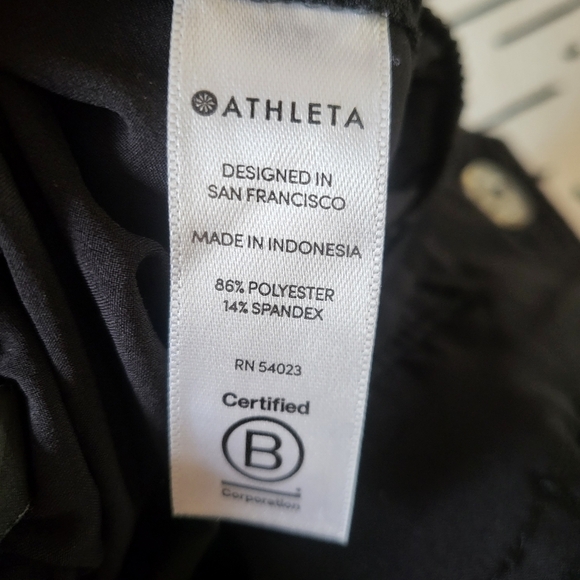 ATHLETA
DESIGNED IN
SAN FRANCISCO
MADE IN INDONESIA
86% POLYESTER
14% SPANDEX
RN 54023
Certified
B
Corporation